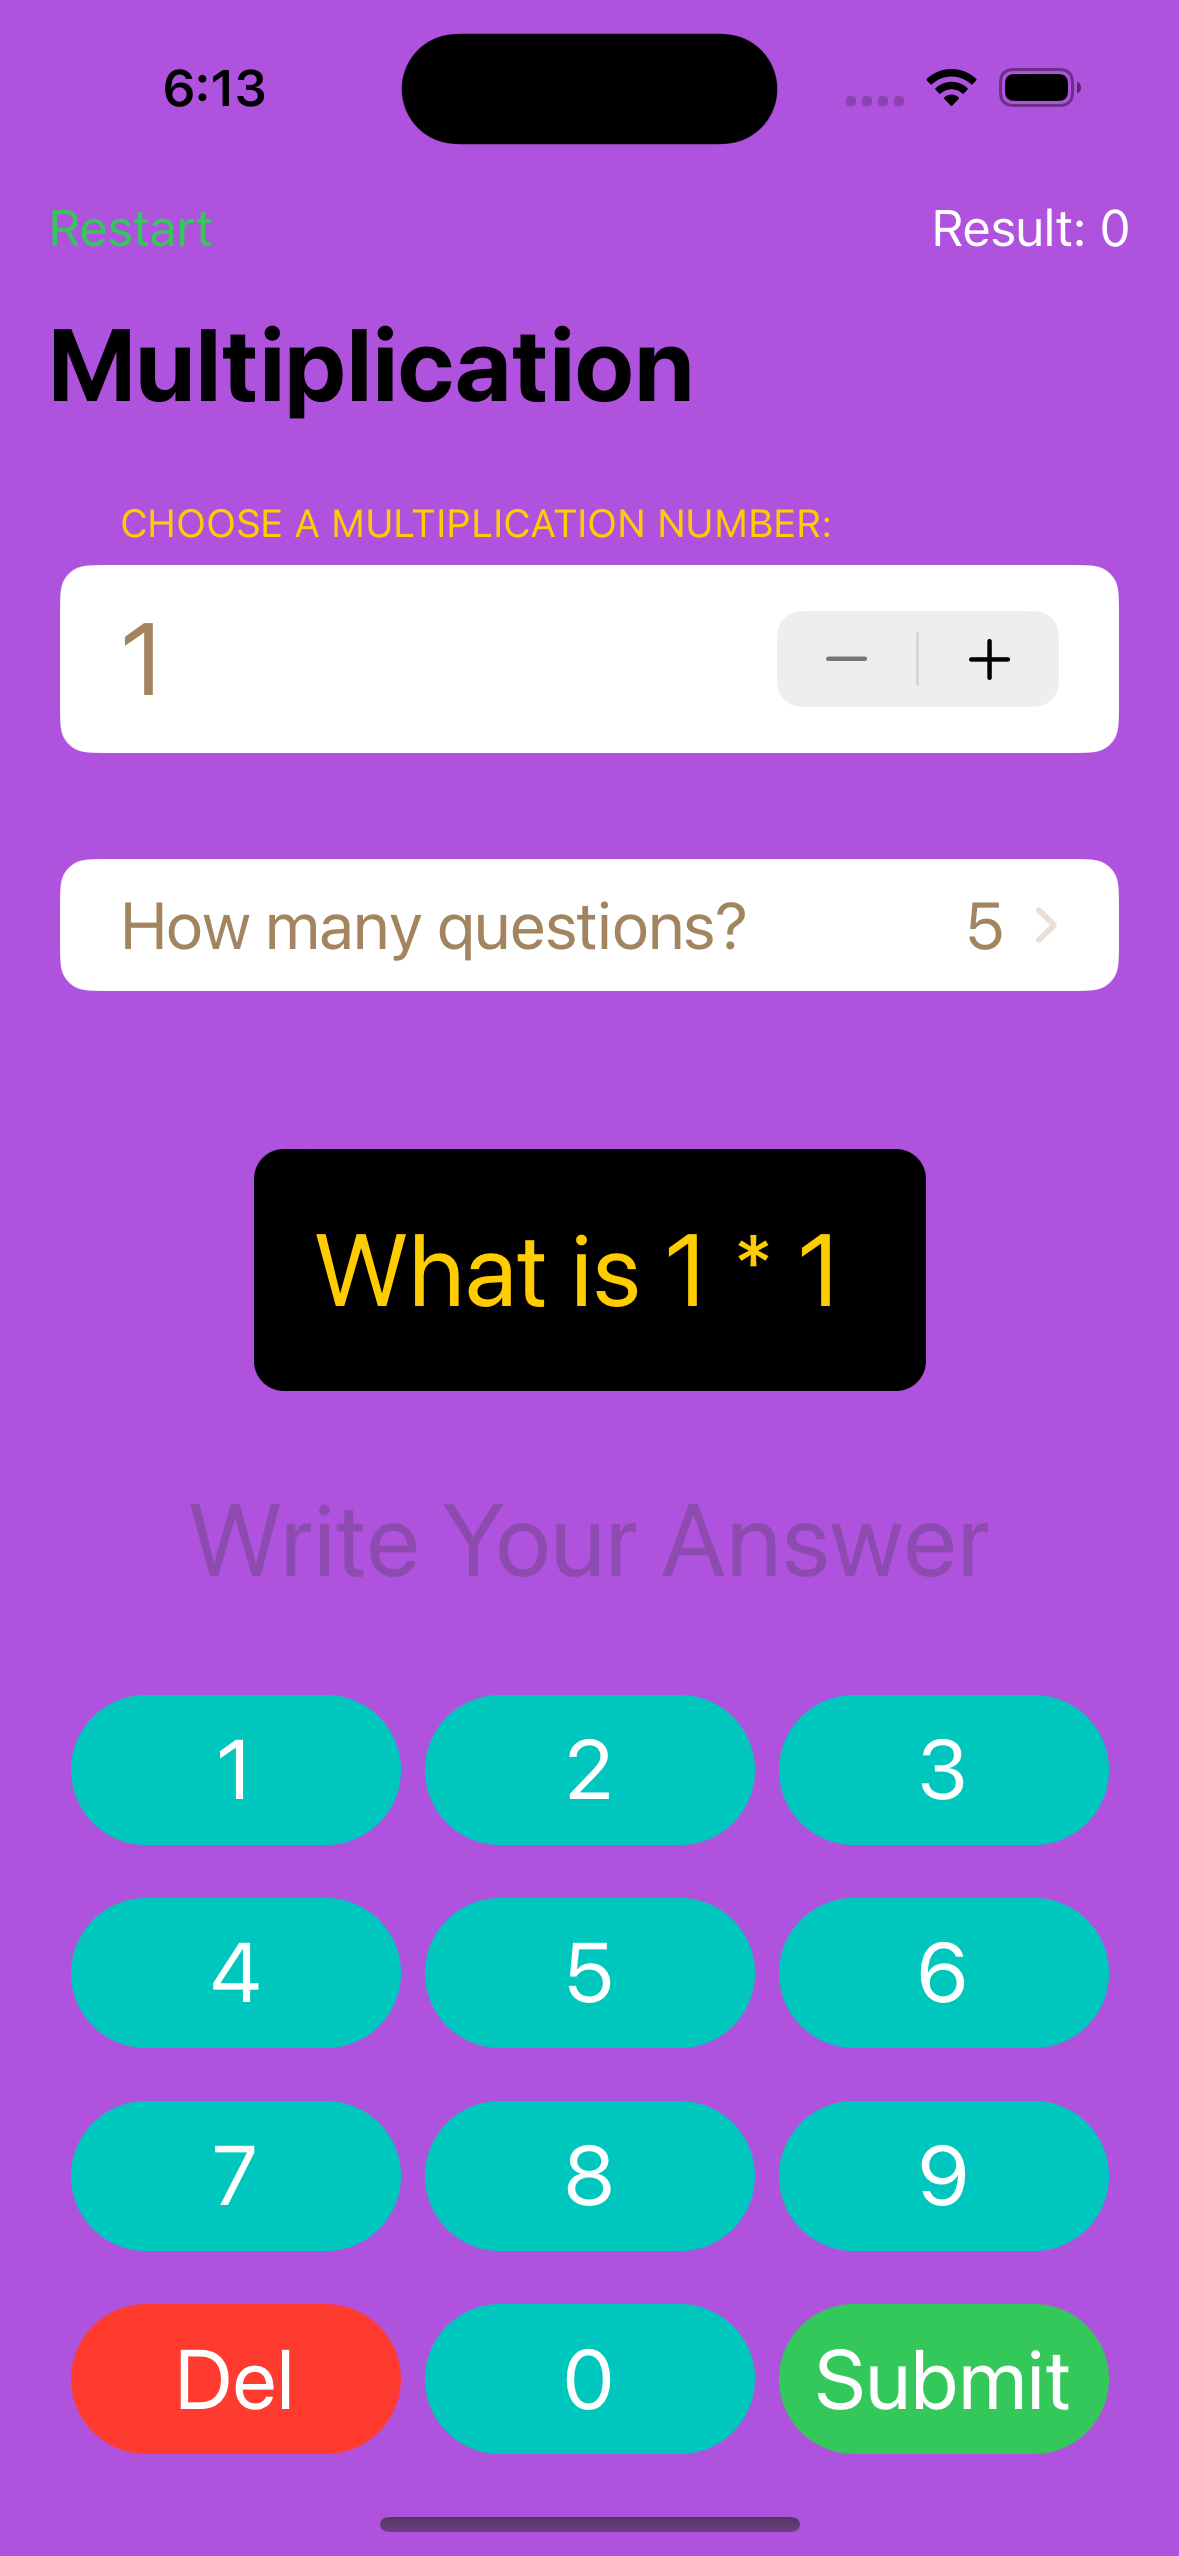 6:13
Restart
Result: 0
Multiplication
CHOOSE A MULTIPLICATION NUMBER:
1
How many questions? 5
What is 1 * 1
Write Your Answer
1 2 3
4 5 6
7 8 9
Del 0 Submit